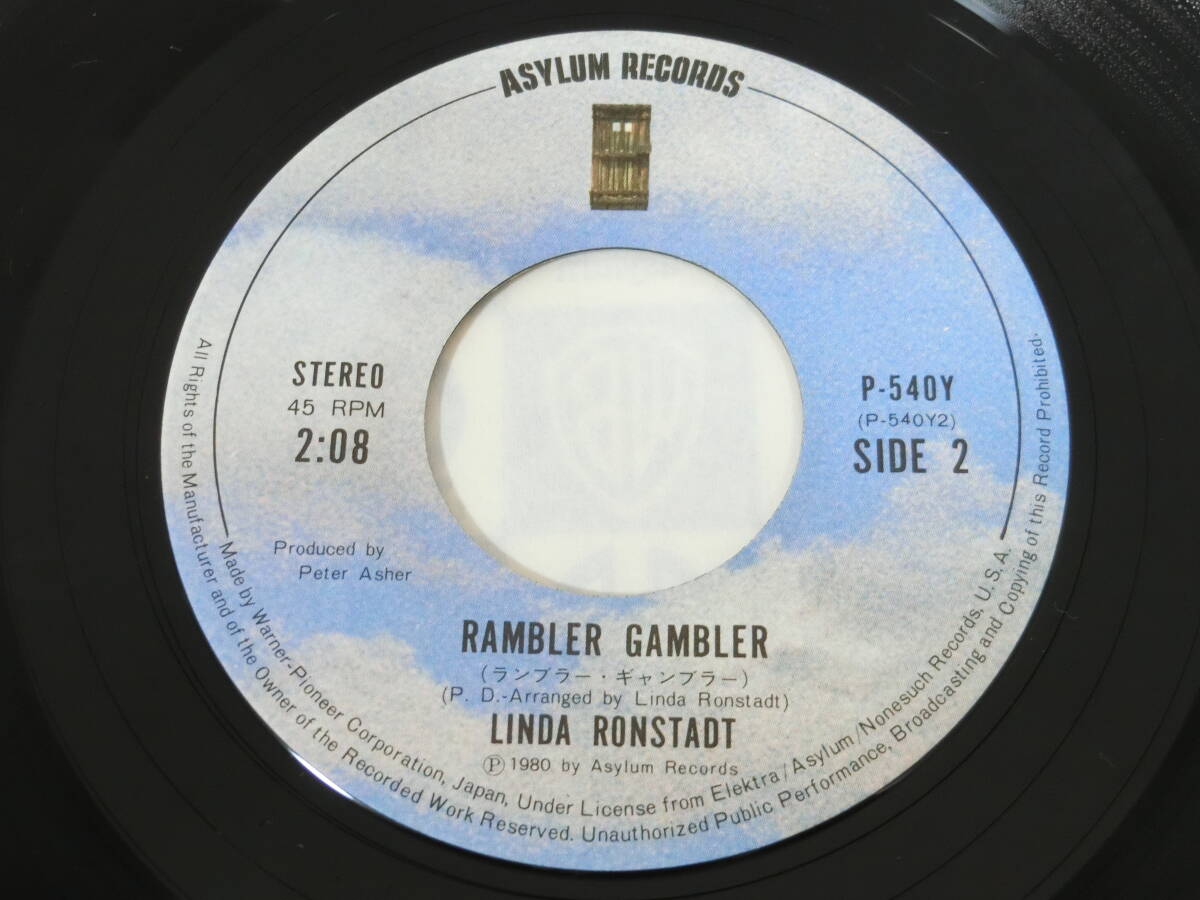 ASYLUM RECORDS
STEREO
45 RPM
2:08
P-540Y
(P-540Y2)
SIDE 2
Produced by
Peter Asher
RAMBLER GAMBLER
(ランブラー・ギャンブラー)
(P. D.-Arranged by Linda Ronstadt)
LINDA RONSTADT
Ⓟ 1980 by Asylum Records
Made by Warner-Pioneer Corporation, Japan, Under License from Elektra/Asylum/Nonesuch Records, U.S.A.
All Rights of the Manufacturer and of the Owner of the Recorded Work Reserved. Unauthorized Public Performance, Broadcasting and Copying of this Record Prohibited.